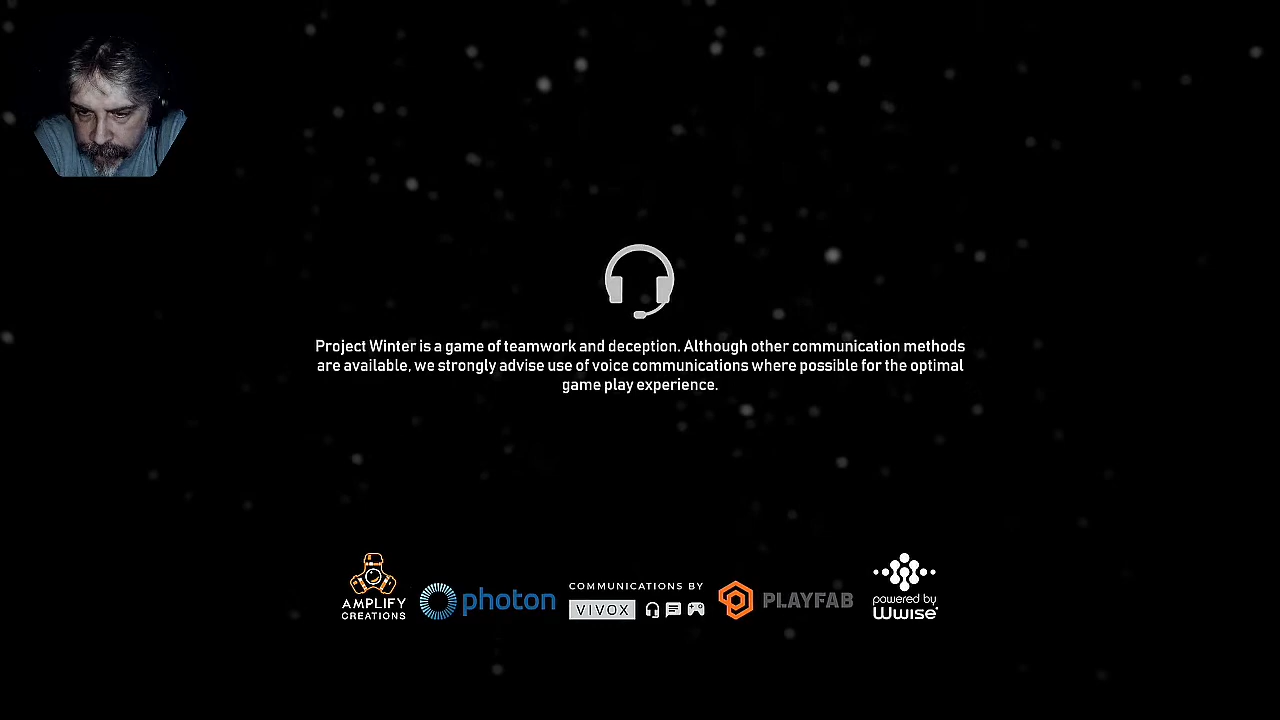 Project Winter is a game of teamwork and deception. Although other communication methods
are available, we strongly advise use of voice communications where possible for the optimal
game play experience.
AMPLIFY
CREATIONS
photon
COMMUNICATIONS BY
VIVOX
PLAYFAB
powered by
Wwise